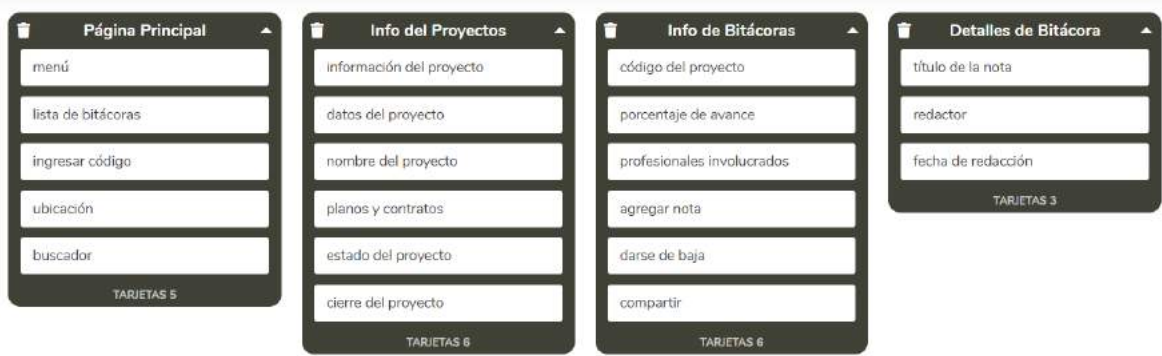 Página Principal
menú
lista de bitácoras
ingresar código
ubicación
buscador
TARJETAS 5
Info del Proyectos
información del proyecto
datos del proyecto
nombre del proyecto
planos y contratos
estado del proyecto
cierre del proyecto
TARJETAS 6
Info de Bitácoras
código del proyecto
porcentaje de avance
profesionales involucrados
agregar nota
darse de baja
compartir
TARJETAS 6
Detalles de Bitácora
título de la nota
redactor
fecha de redacción
TARJETAS 3